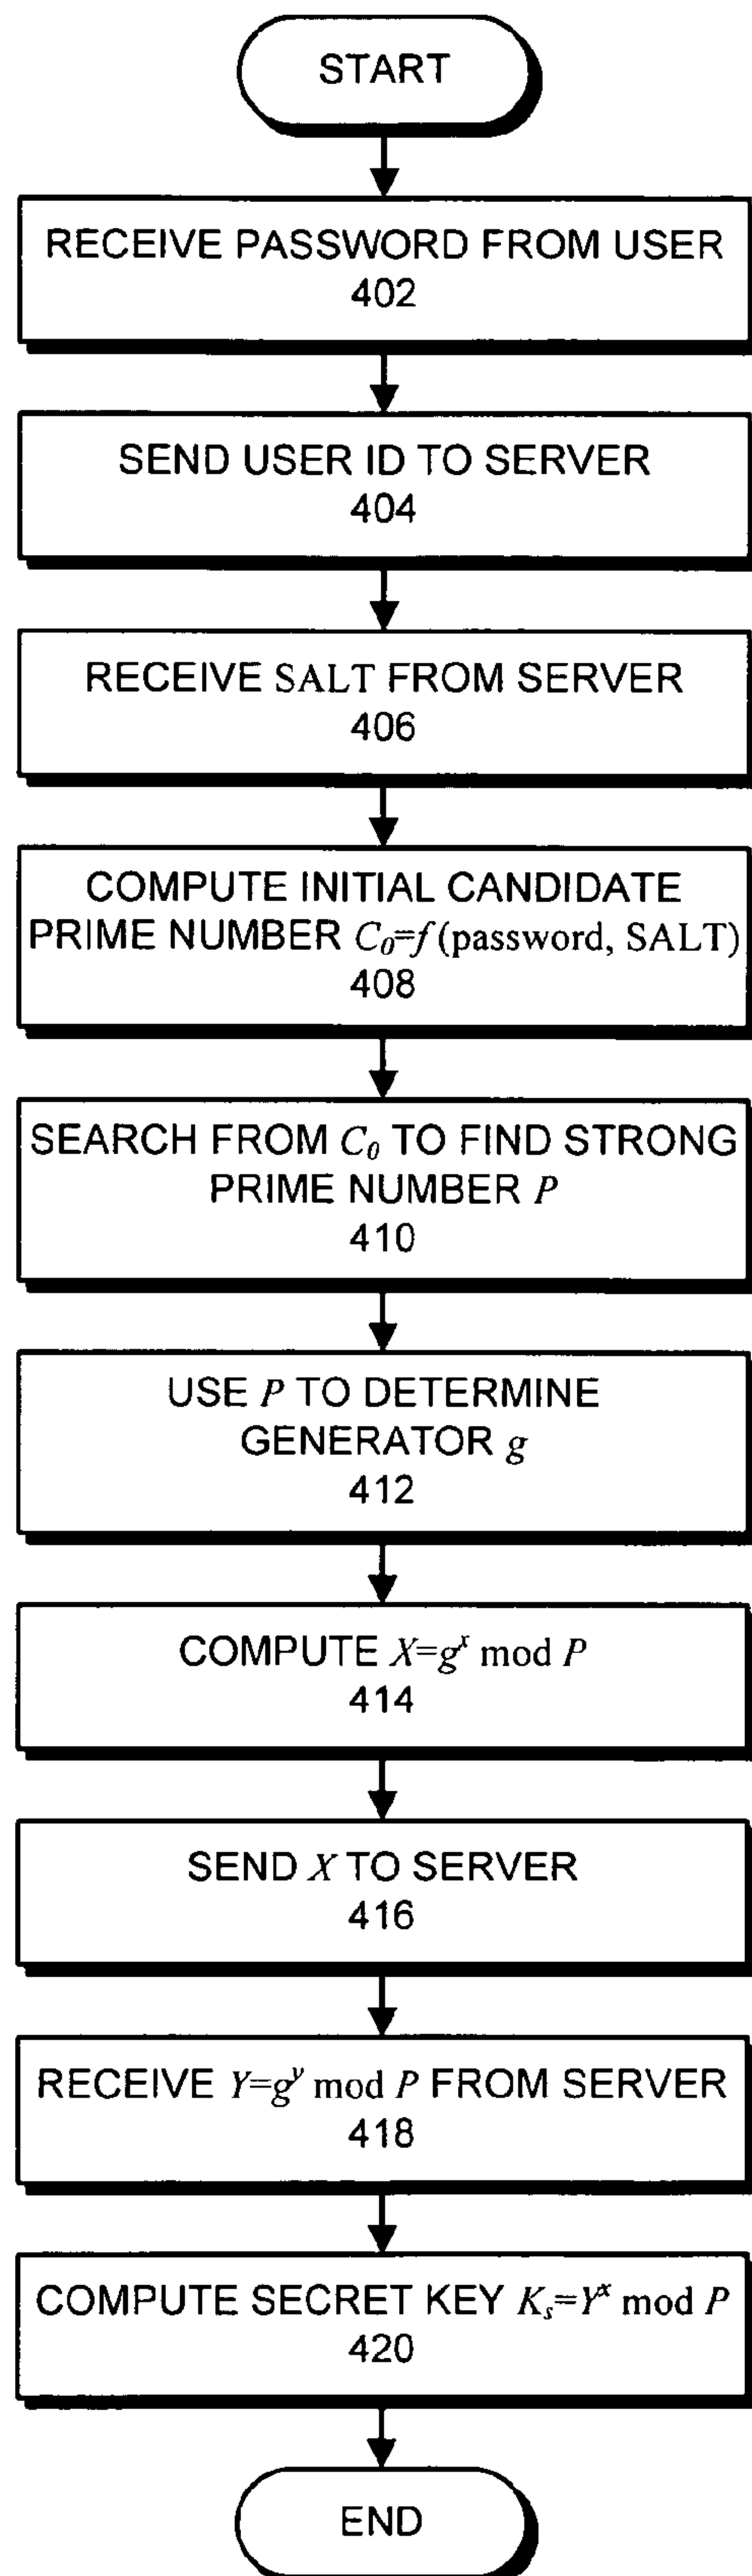 START
RECEIVE PASSWORD FROM USER
402
SEND USER ID TO SERVER
404
RECEIVE SALT FROM SERVER
406
COMPUTE INITIAL CANDIDATE
PRIME NUMBER C₀=f(password, SALT)
408
SEARCH FROM C₀ TO FIND STRONG
PRIME NUMBER P
410
USE P TO DETERMINE
GENERATOR g
412
COMPUTE X=gˣ mod P
414
SEND X TO SERVER
416
RECEIVE Y=gʸ mod P FROM SERVER
418
COMPUTE SECRET KEY Kₛ=Yˣ mod P
420
END